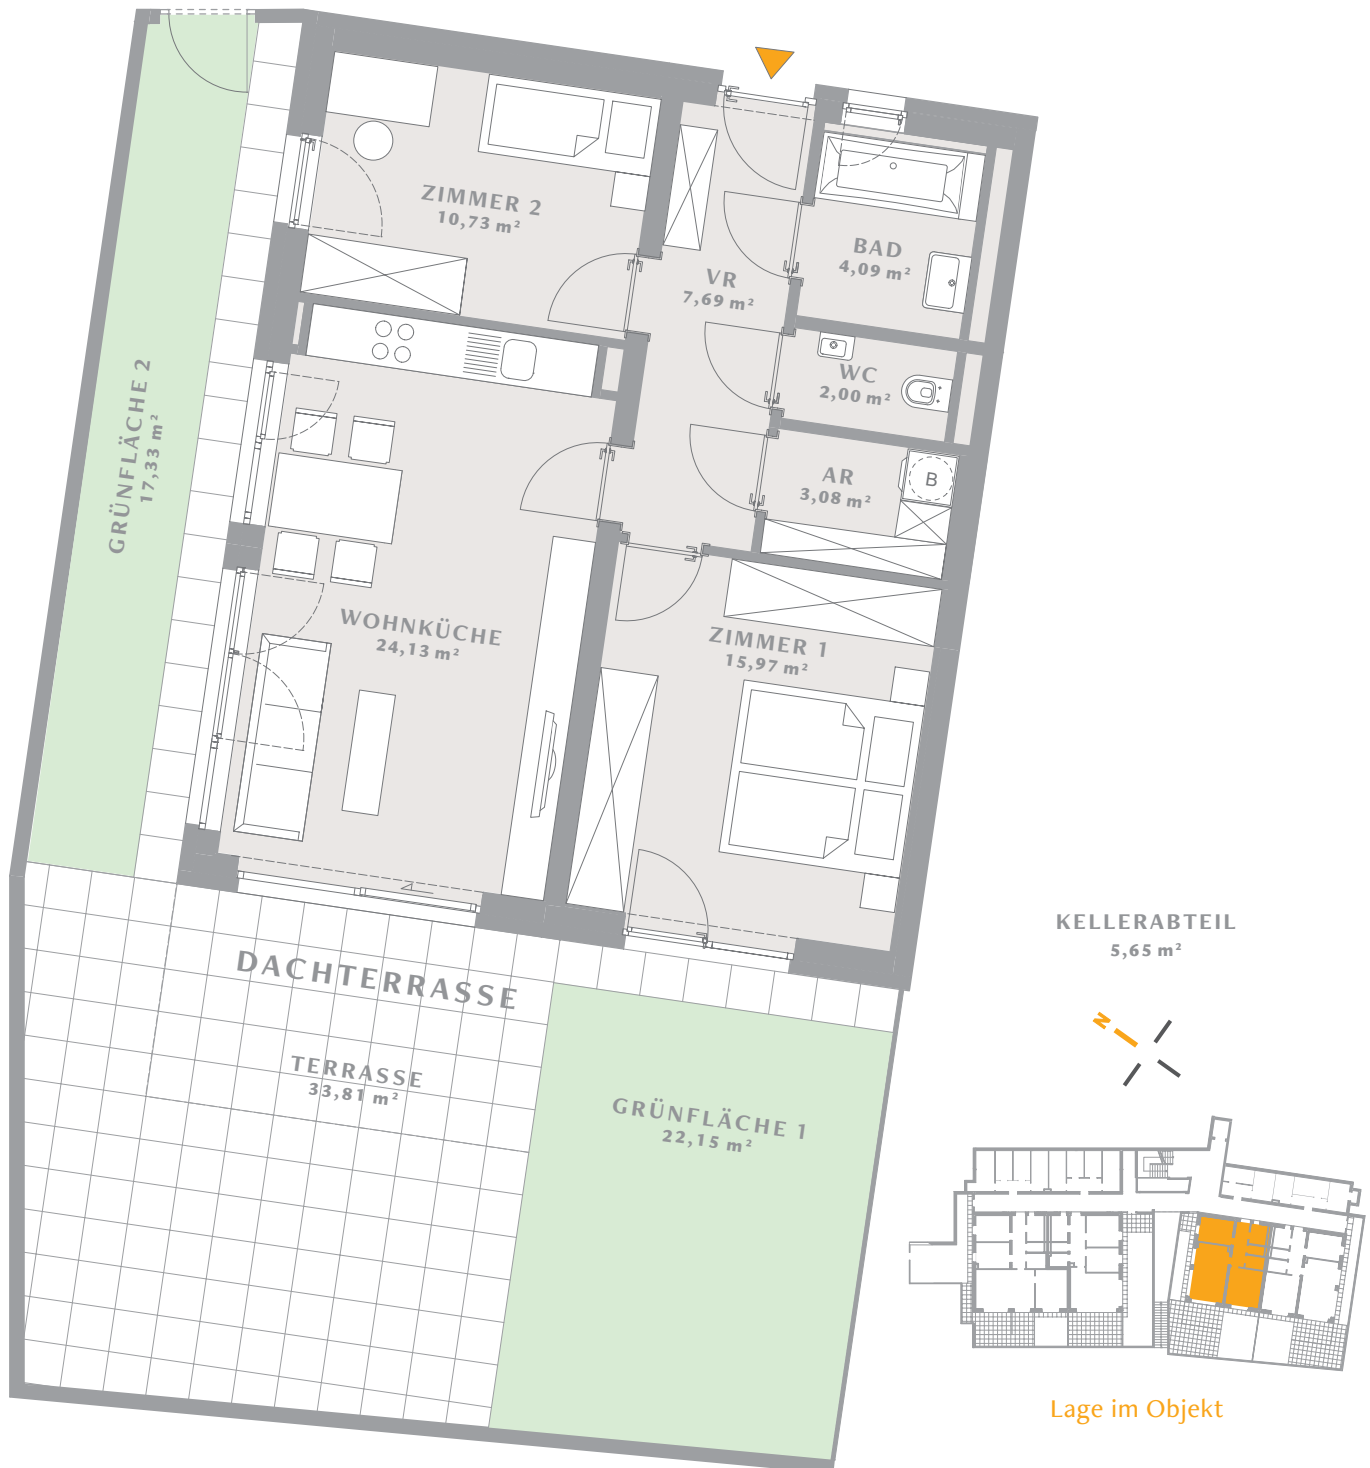 ZIMMER 2
10,73 m²
BAD
4,09 m²
VR
7,69 m²
WC
2,00 m²
GRÜNFLÄCHE 2
17,33 m²
AR
3,08 m²
B
WOHNKÜCHE
24,13 m²
ZIMMER 1
15,97 m²
KELLERABTEIL
5,65 m²
DACHTERRASSE
N
TERRASSE
33,81 m²
GRÜNFLÄCHE 1
22,15 m²
Lage im Objekt